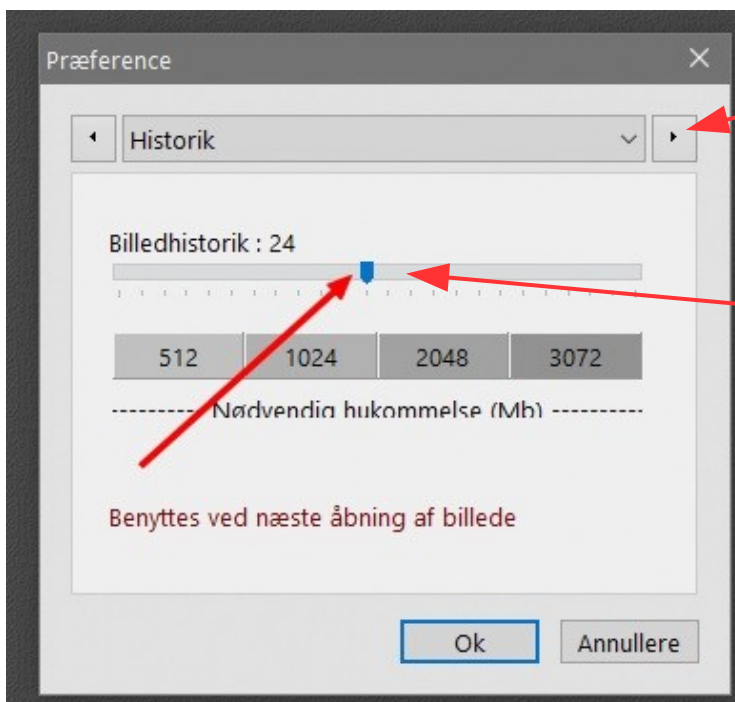 Præference
Historik
Billedhistorik : 24
512 1024 2048 3072
---------- Nødvendig hukommelse (Mb) ----------
Benyttes ved næste åbning af billede
Ok Annullere